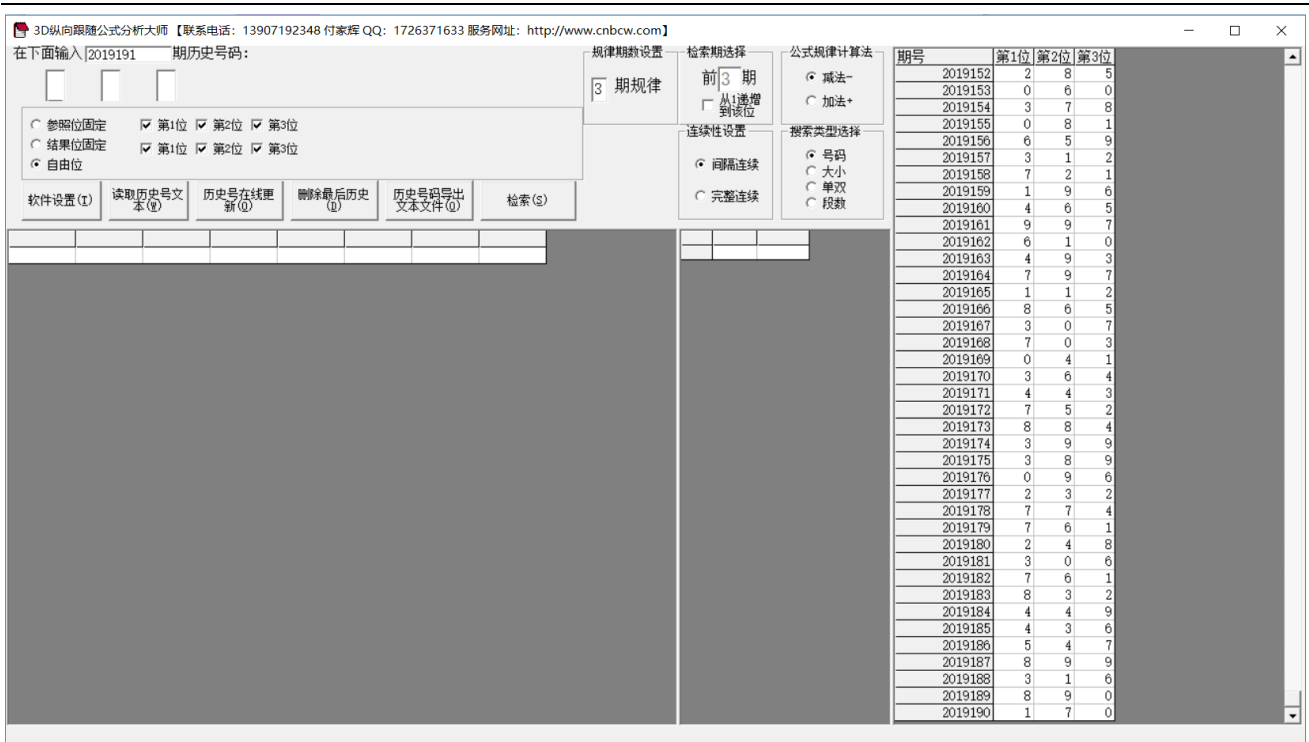 3D纵向跟随公式分析大师 【联系电话：13907192348 付家辉 QQ：1726371633 服务网址：http://www.cnbcw.com】
在下面输入 2019191 期历史号码：
参照位固定 第1位 第2位 第3位
结果位固定 第1位 第2位 第3位
自由位
软件设置(I)
读取历史号文
本(W)
历史号在线更
新(Q)
删除最后历史
(D)
历史号码导出
文本文件(O)
检索(S)
规律期数设置
3 期规律
检索期选择
前 3 期
从1递增
到该位
公式规律计算法
减法-
加法+
连续性设置
间隔连续
完整连续
搜索类型选择
号码
大小
单双
段数
期号 第1位 第2位 第3位
2019152 2 8 5
2019153 0 6 0
2019154 3 7 8
2019155 0 8 1
2019156 6 5 9
2019157 3 1 2
2019158 7 2 1
2019159 1 9 6
2019160 4 6 5
2019161 9 9 7
2019162 6 1 0
2019163 4 9 3
2019164 7 9 7
2019165 1 1 2
2019166 8 6 5
2019167 3 0 7
2019168 7 0 3
2019169 0 4 1
2019170 3 6 4
2019171 4 4 3
2019172 7 5 2
2019173 8 8 4
2019174 3 9 9
2019175 3 8 9
2019176 0 9 6
2019177 2 3 2
2019178 7 7 4
2019179 7 6 1
2019180 2 4 8
2019181 3 0 6
2019182 7 6 1
2019183 8 3 2
2019184 4 4 9
2019185 4 3 6
2019186 5 4 7
2019187 8 9 9
2019188 3 1 6
2019189 8 9 0
2019190 1 7 0